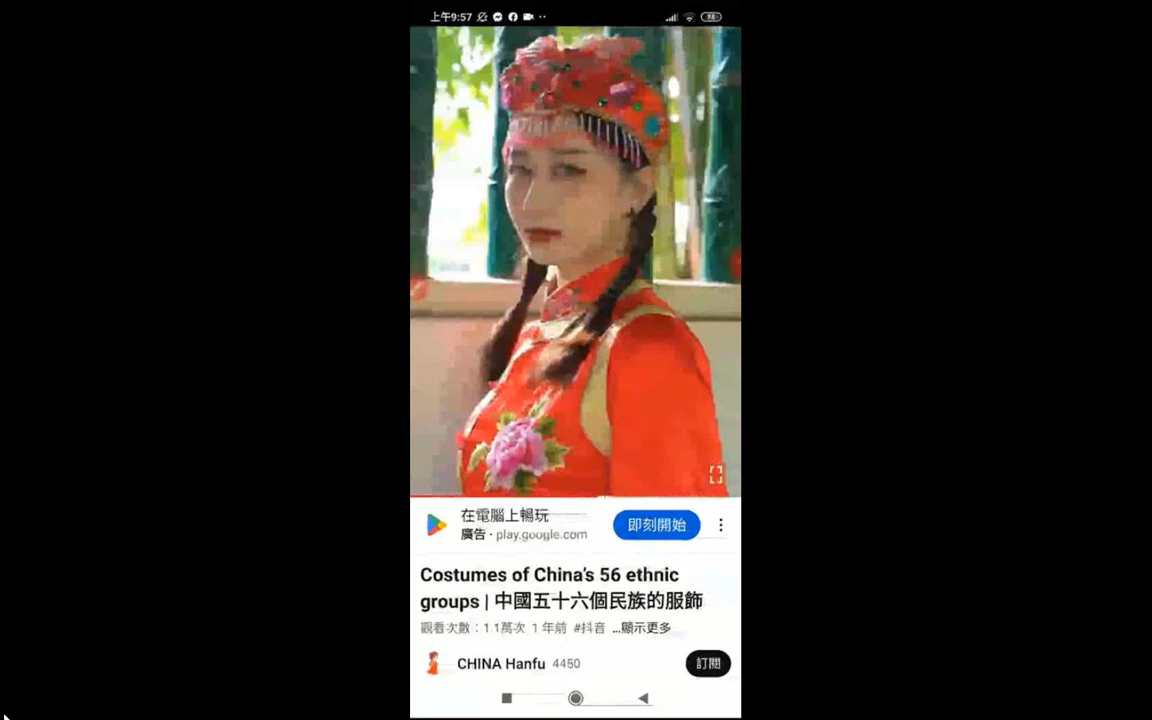 上午9:57
在電腦上暢玩
廣告 · play.google.com
即刻開始
Costumes of China's 56 ethnic
groups | 中國五十六個民族的服飾
觀看次數：1.1萬次 1 年前 #抖音 ...顯示更多
CHINA Hanfu 4450
訂閱